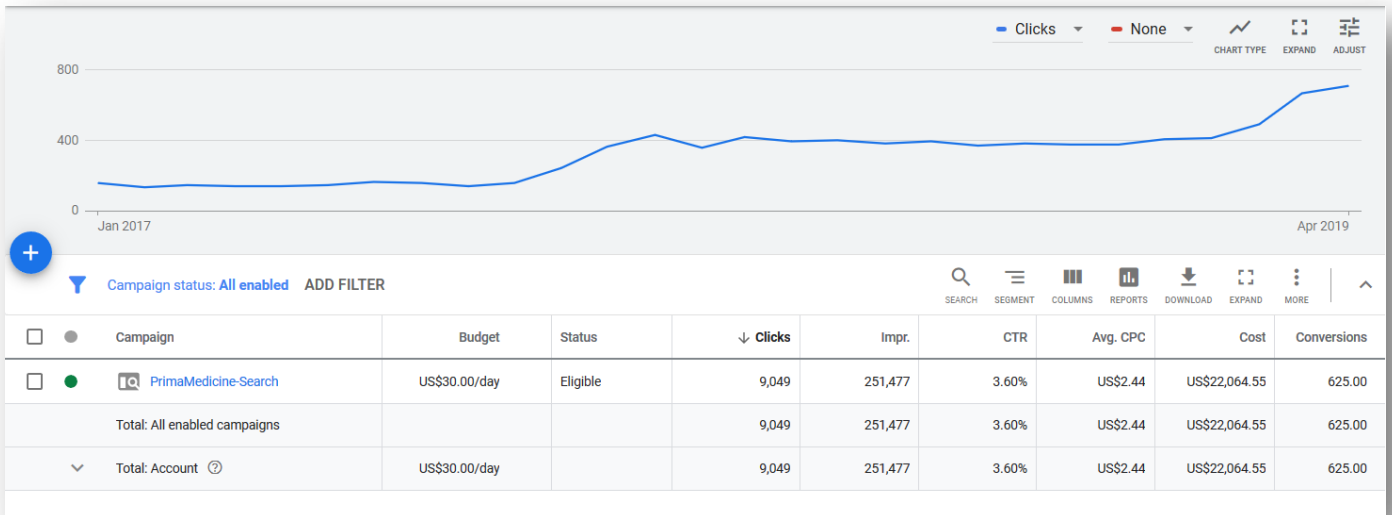 Clicks None
CHART TYPE EXPAND ADJUST
800
400
0
Jan 2017 Apr 2019
Campaign status: All enabled ADD FILTER
SEARCH SEGMENT COLUMNS REPORTS DOWNLOAD EXPAND MORE
Campaign Budget Status Clicks Impr. CTR Avg. CPC Cost Conversions
PrimaMedicine-Search US$30.00/day Eligible 9,049 251,477 3.60% US$2.44 US$22,064.55 625.00
Total: All enabled campaigns 9,049 251,477 3.60% US$2.44 US$22,064.55 625.00
Total: Account US$30.00/day 9,049 251,477 3.60% US$2.44 US$22,064.55 625.00